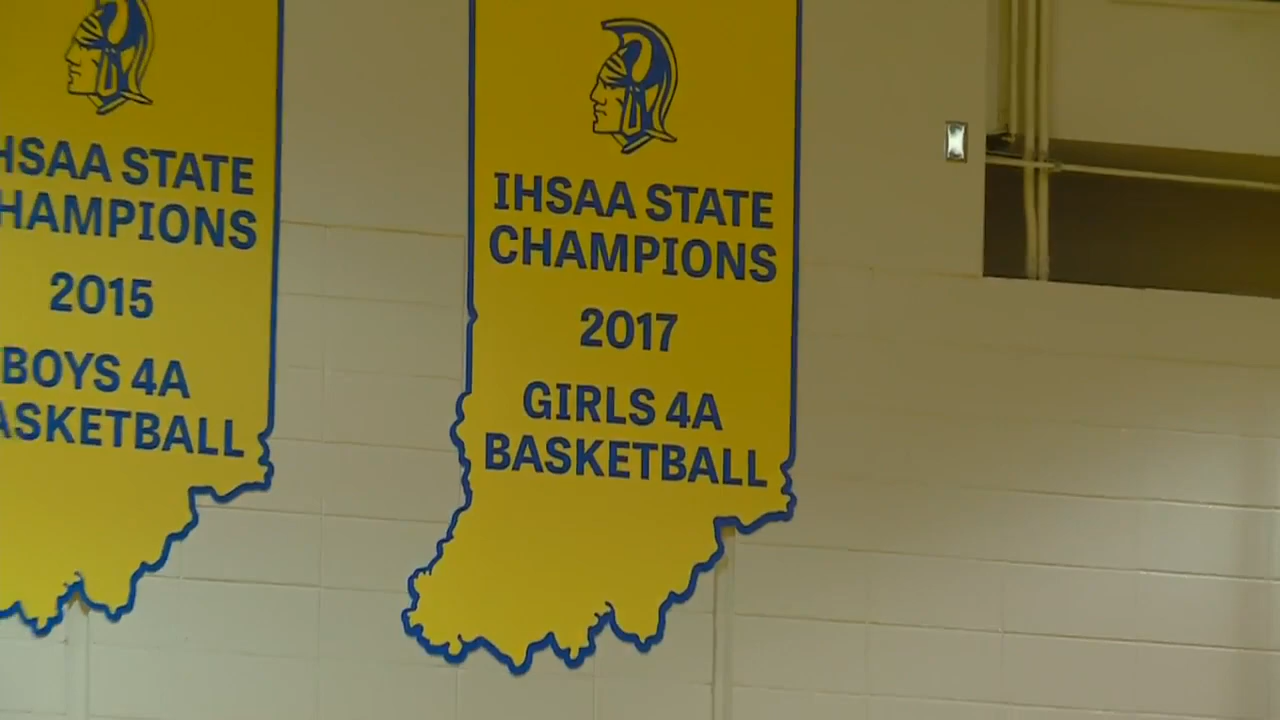 HSAA STATE
HAMPIONS
2015
BOYS 4A
ASKETBALL
IHSAA STATE
CHAMPIONS
2017
GIRLS 4A
BASKETBALL